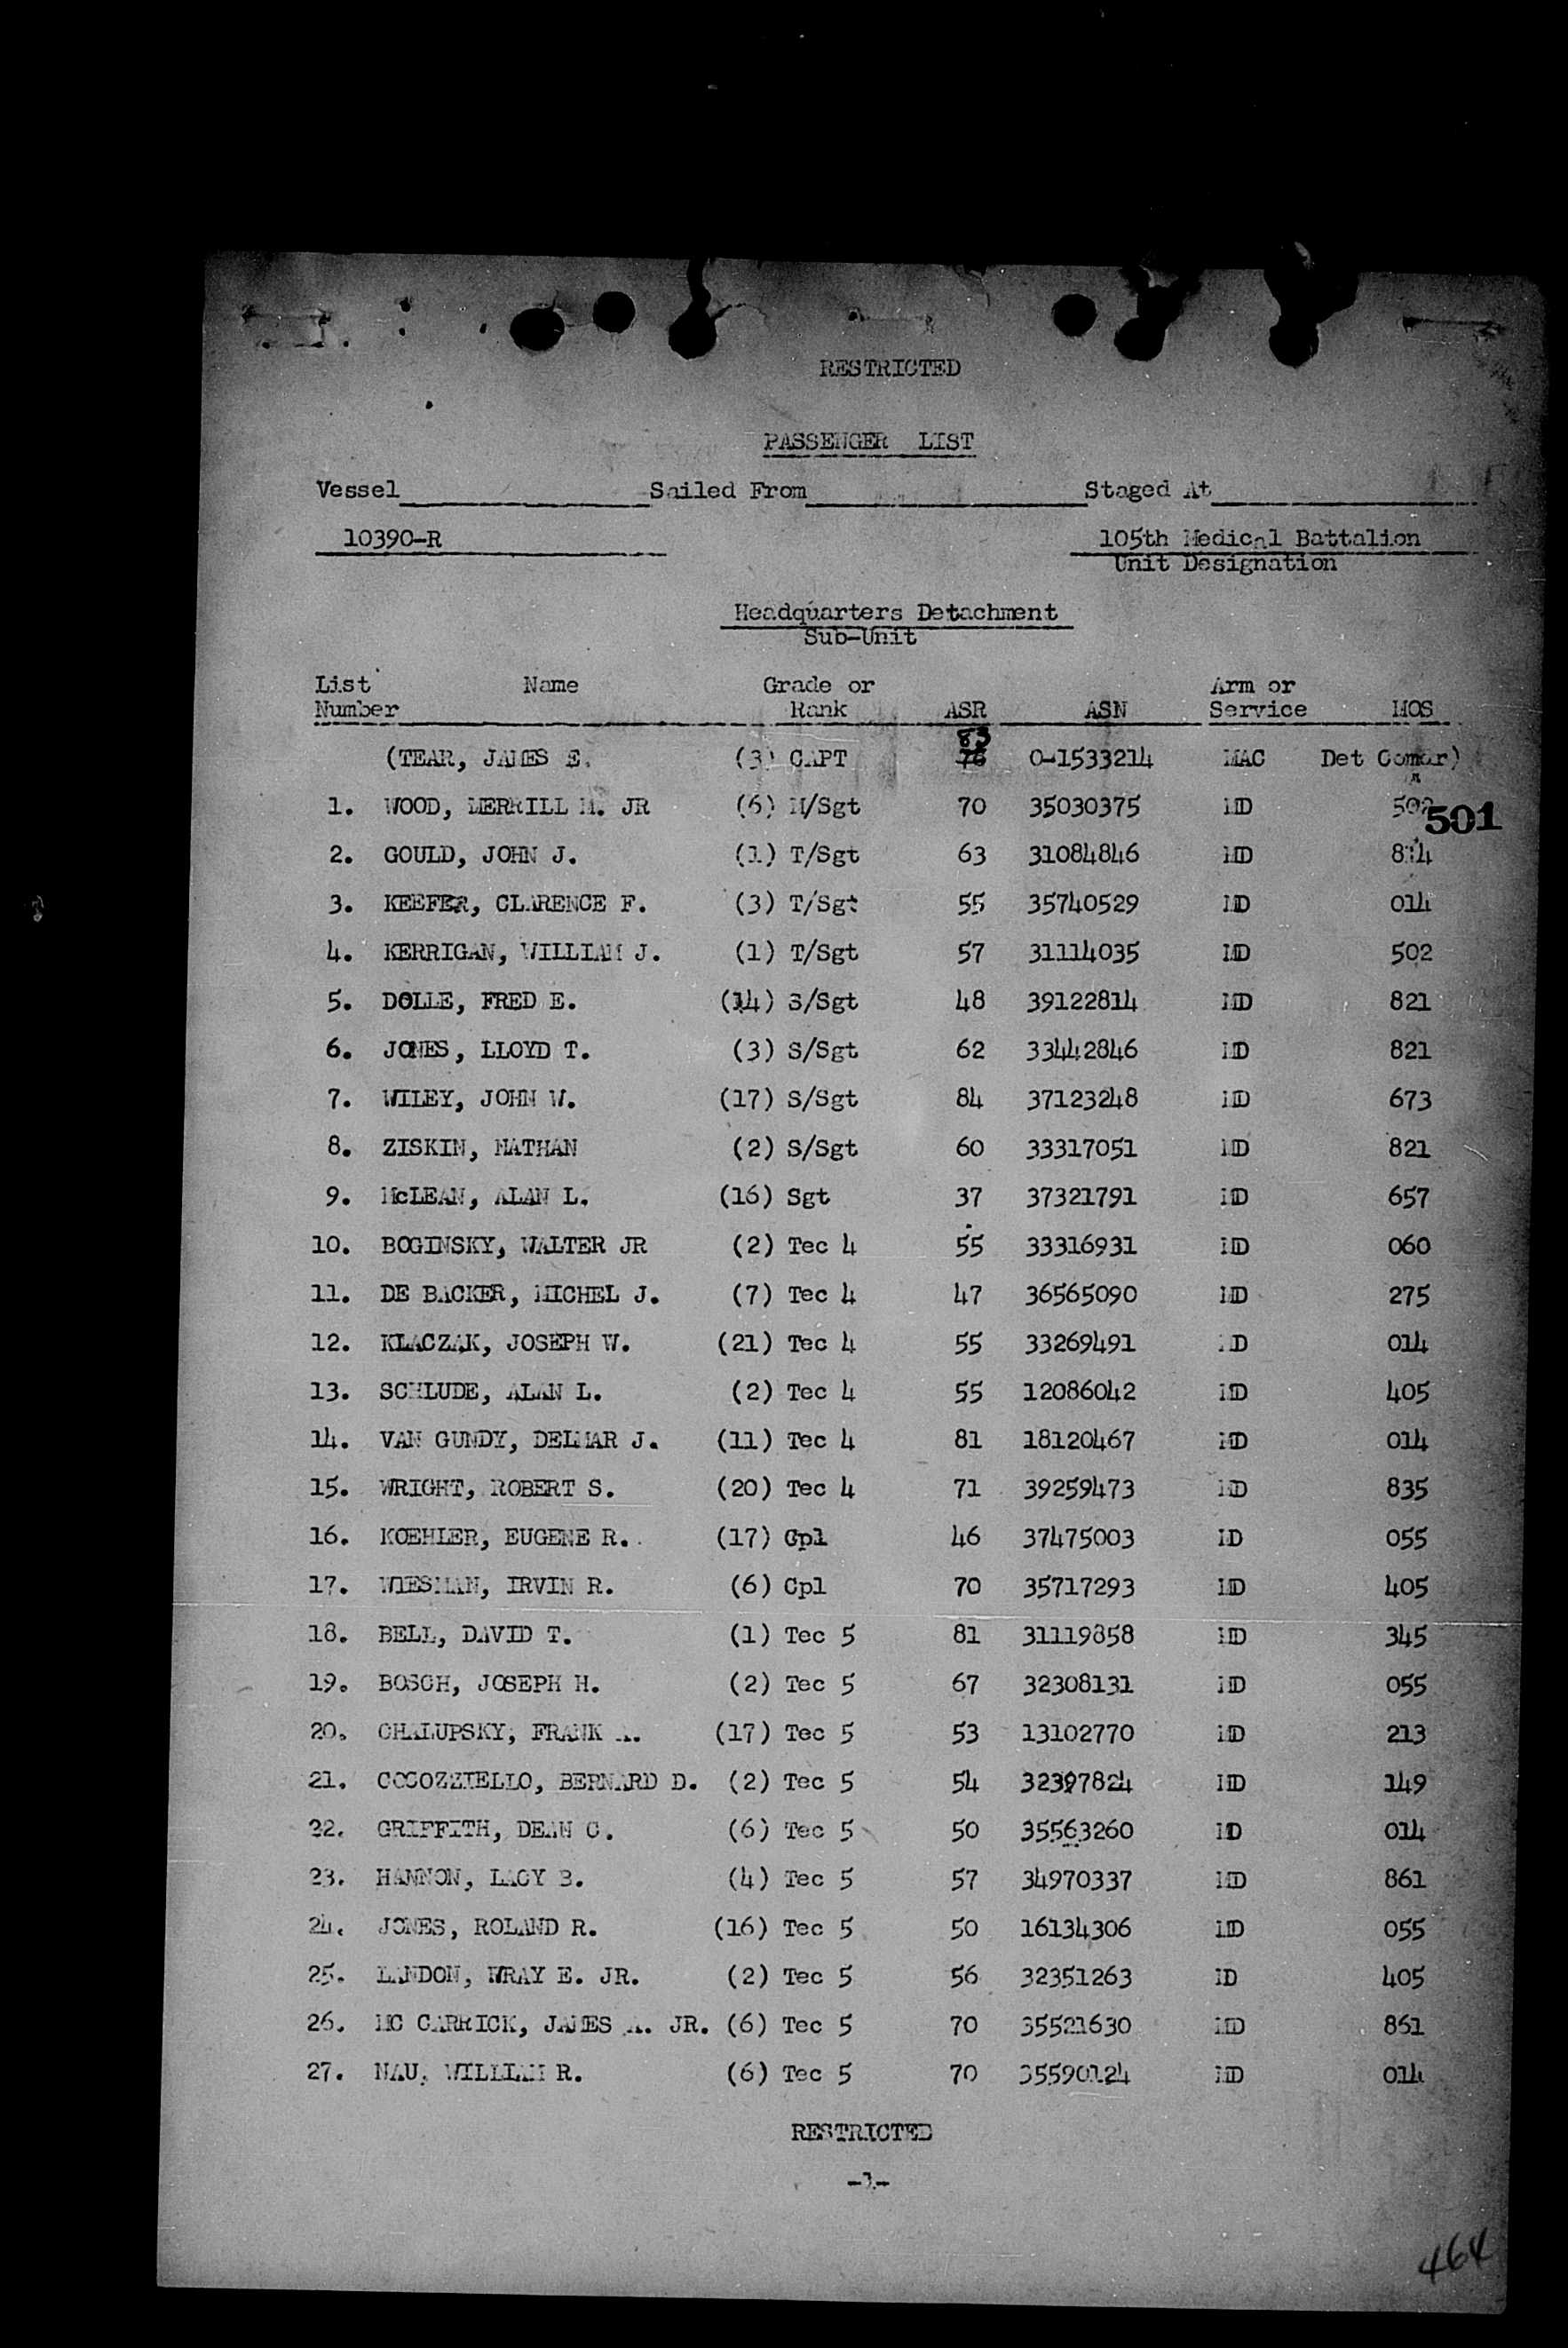 RESTRICTED
PASSENGER LIST
Vessel Sailed From Staged At
10390-R 105th Medical Battalion
Unit Designation
Headquarters Detachment
Sub-Unit
List Name Grade or Arm or
Number Rank ASR ASN Service MOS
83
(TEAR, JAMES E. (3) CAPT 76 O-1533214 MAC Det Comdr)
1. WOOD, MERRILL M. JR (6) M/Sgt 70 35030375 MD 502
501
2. GOULD, JOHN J. (1) T/Sgt 63 31084846 MD
3. KEEFER, CLARENCE F. (3) T/Sgt 55 35740529 MD 014
4. KERRIGAN, WILLIAM J. (1) T/Sgt 57 31114035 MD 502
5. DOLLE, FRED E. (14) S/Sgt 48 39122814 MD 821
6. JONES, LLOYD T. (3) S/Sgt 62 33442846 MD 821
7. WILEY, JOHN W. (17) S/Sgt 84 37123248 MD 673
8. ZISKIN, NATHAN (2) S/Sgt 60 33317051 MD 821
9. McLEAN, ALAN L. (16) Sgt 37 37321791 MD 657
10. BOGINSKY, WALTER JR (2) Tec 4 55 33316931 MD 060
11. DE BACKER, MICHEL J. (7) Tec 4 47 36565090 MD 275
12. KLACZAK, JOSEPH W. (21) Tec 4 55 33269491 MD 014
13. SCHLUDE, ALAN L. (2) Tec 4 55 12086042 MD 405
14. VAN GUNDY, DELMAR J. (11) Tec 4 81 18120467 MD 014
15. WRIGHT, ROBERT S. (20) Tec 4 71 39259473 MD 835
16. KOEHLER, EUGENE R. (17) Cpl 46 37475003 MD 055
17. WIESMAN, IRVIN R. (6) Cpl 70 35717293 MD 405
18. BELL, DAVID T. (1) Tec 5 81 31119858 MD 345
19. BOSCH, JOSEPH H. (2) Tec 5 67 32308131 MD 055
20. CHALUPSKY, FRANK A. (17) Tec 5 53 13102770 MD 213
21. COCOZZIELLO, BERNARD D. (2) Tec 5 54 32397824 MD 149
22. GRIFFITH, DEAN C. (6) Tec 5 50 35563260 MD 014
23. HANNON, LACY B. (4) Tec 5 57 34970337 MD 861
24. JONES, ROLAND R. (16) Tec 5 50 16134306 MD 055
25. LANDON, WRAY E. JR. (2) Tec 5 56 32351263 MD 405
26. MC CARRICK, JAMES A. JR. (6) Tec 5 70 35521630 MD 861
27. NAU, WILLIAM R. (6) Tec 5 70 35590124 MD 014
RESTRICTED
464